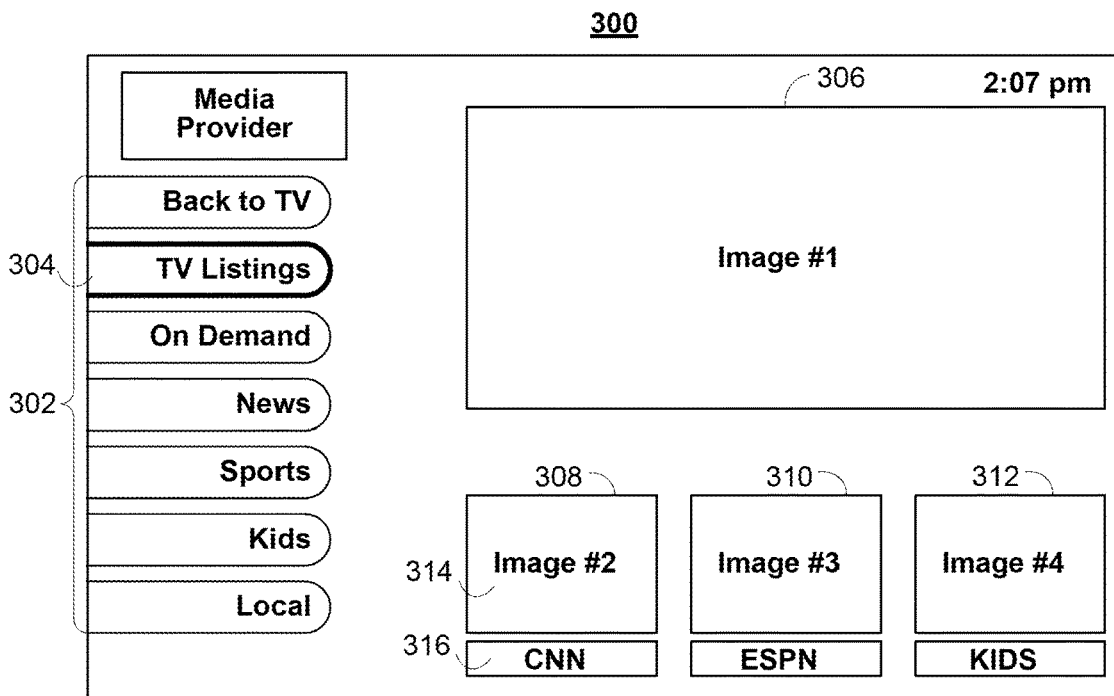 300
306
2:07 pm
Media
Provider
Image #1
Back to TV
304
TV Listings
On Demand
302
News
Sports
Kids
Local
308
310
312
314
Image #2
Image #3
Image #4
316
CNN
ESPN
KIDS